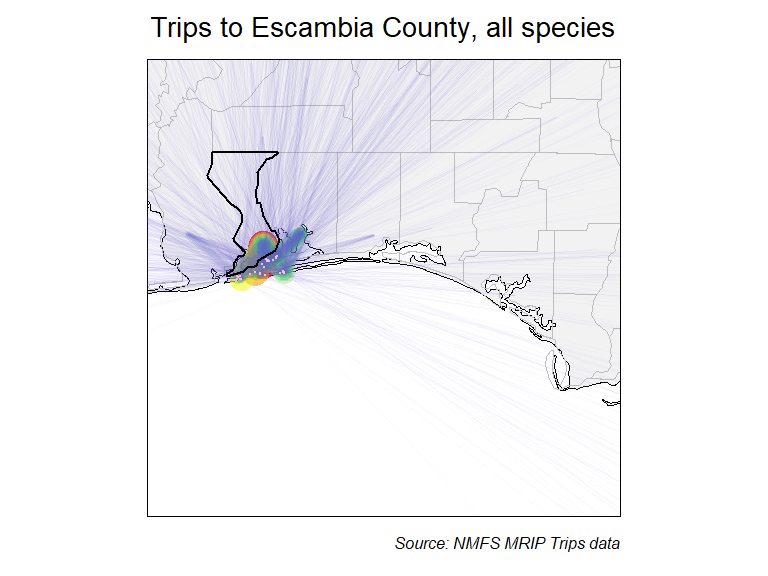 Trips to Escambia County, all species
Source: NMFS MRIP Trips data